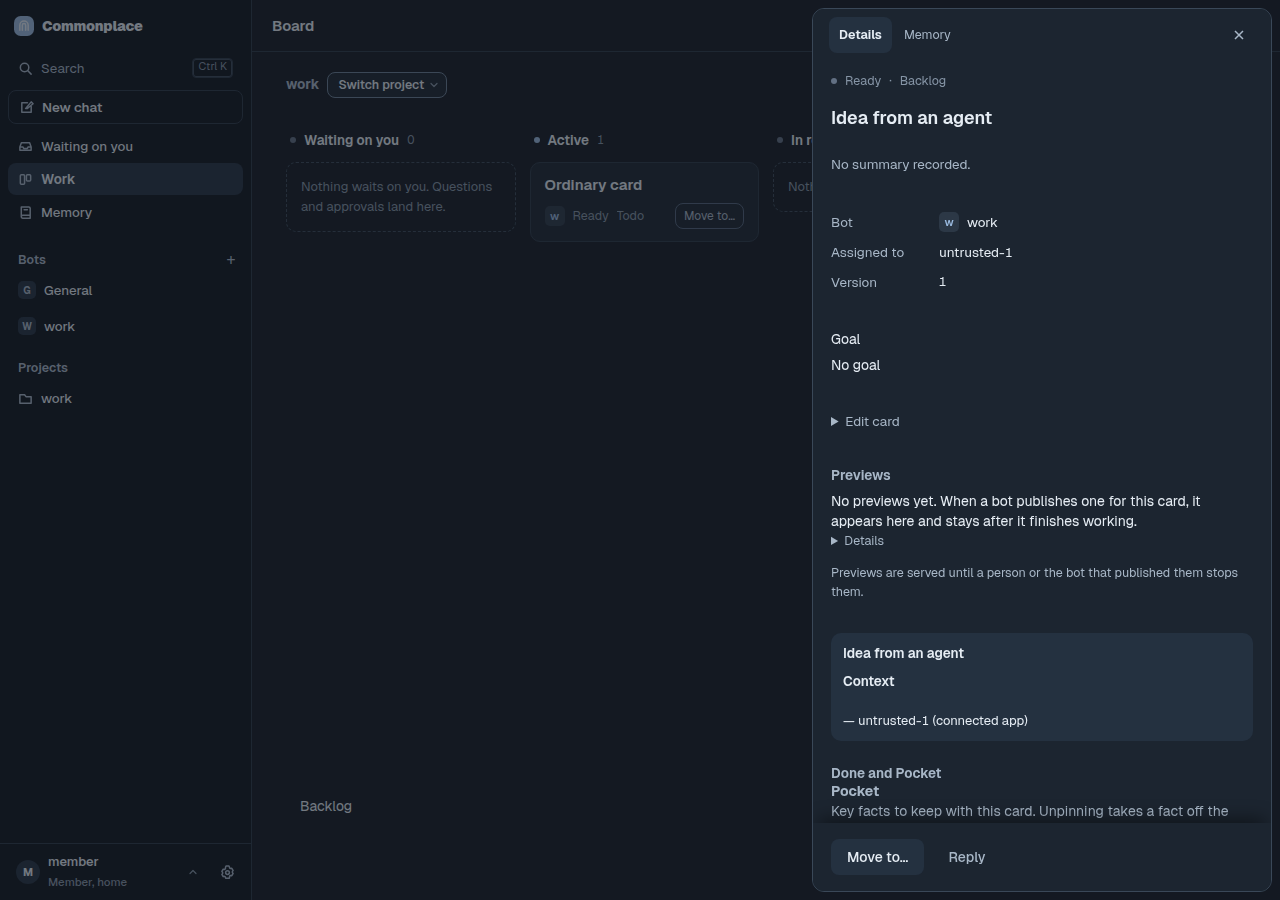 Commonplace
Search
Ctrl K
New chat
Waiting on you
Work
Memory
Bots
+
G General
W work
Projects
work
M
member
Member, home
Board
work
Switch project
Waiting on you 0
Nothing waits on you. Questions
and approvals land here.
Active 1
Ordinary card
w Ready Todo
Move to…
Backlog
Details
Memory
Ready · Backlog
Idea from an agent
No summary recorded.
Bot
w work
Assigned to
untrusted-1
Version
1
Goal
No goal
Edit card
Previews
No previews yet. When a bot publishes one for this card, it
appears here and stays after it finishes working.
Details
Previews are served until a person or the bot that published them stops
them.
Idea from an agent
Context
— untrusted-1 (connected app)
Done and Pocket
Pocket
Key facts to keep with this card. Unpinning takes a fact off the
Move to…
Reply